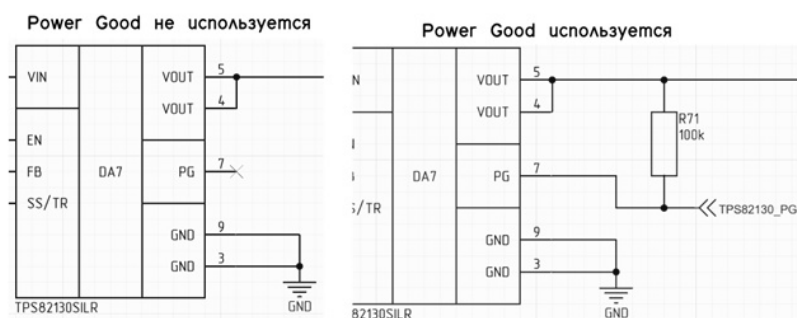 Power Good не используется
VIN
VOUT
5
VOUT
4
EN
FB
DA7
PG
7
SS/TR
GND
9
GND
3
GND
TPS82130SILR
Power Good используется
IN
VOUT
5
VOUT
4
R71
100k
DA7
PG
7
S/TR
TPS82130_PG
GND
9
GND
3
GND
82130SILR